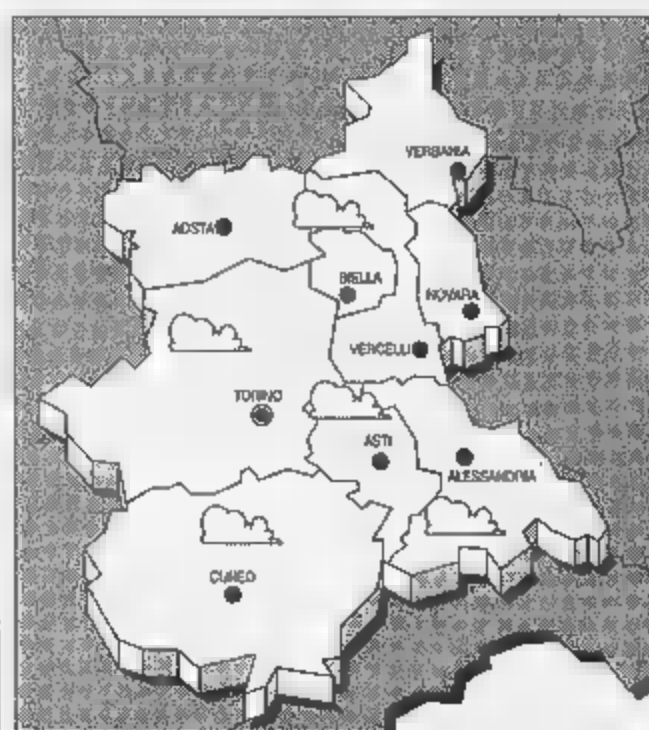 VERBANIA
AOSTA
BIELLA
NOVARA
VERCELLI
TORINO
ASTI
ALESSANDRIA
CUNEO